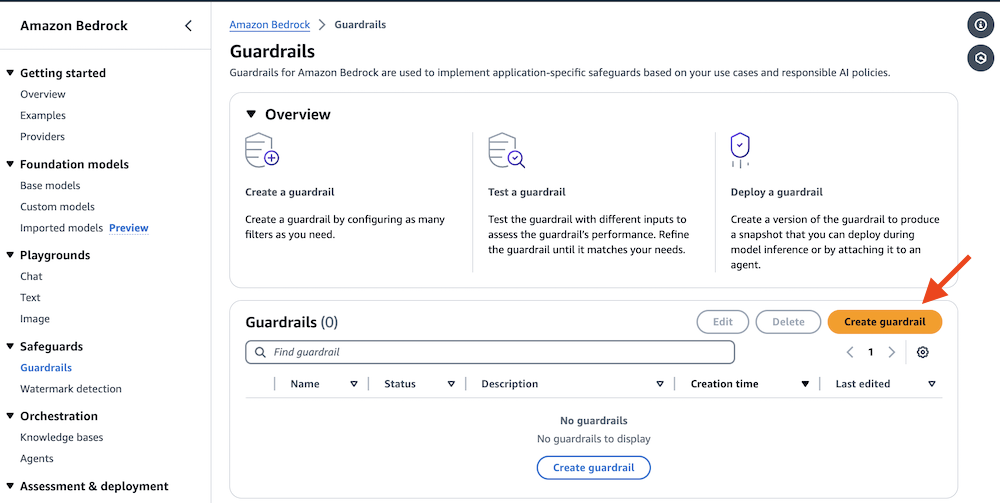 Amazon Bedrock
Getting started
Overview
Examples
Providers
Foundation models
Base models
Custom models
Imported models Preview
Playgrounds
Chat
Text
Image
Safeguards
Guardrails
Watermark detection
Orchestration
Knowledge bases
Agents
Assessment & deployment
Amazon Bedrock > Guardrails
Guardrails
Guardrails for Amazon Bedrock are used to implement application-specific safeguards based on your use cases and responsible AI policies.
Overview
Create a guardrail
Create a guardrail by configuring as many
filters as you need.
Test a guardrail
Test the guardrail with different inputs to
assess the guardrail's performance. Refine
the guardrail until it matches your needs.
Deploy a guardrail
Create a version of the guardrail to produce
a snapshot that you can deploy during
model inference or by attaching it to an
agent.
Guardrails (0)
Edit
Delete
Create guardrail
Find guardrail
1
Name
Status
Description
Creation time
Last edited
No guardrails
No guardrails to display
Create guardrail